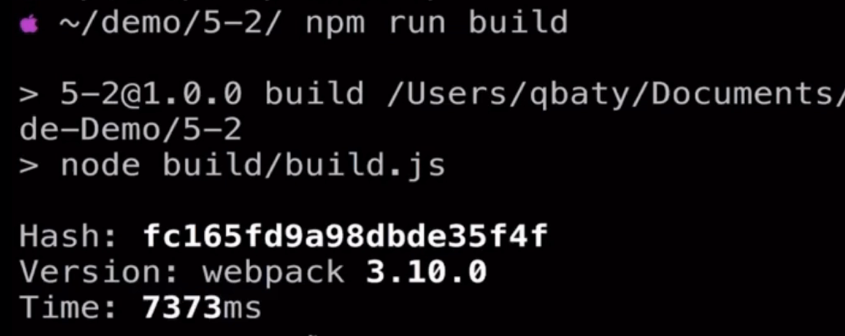 ~/demo/5-2/ npm run build
> 5-2@1.0.0 build /Users/qbaty/Documents/
de-Demo/5-2
> node build/build.js
Hash: fc165fd9a98dbde35f4f
Version: webpack 3.10.0
Time: 7373ms